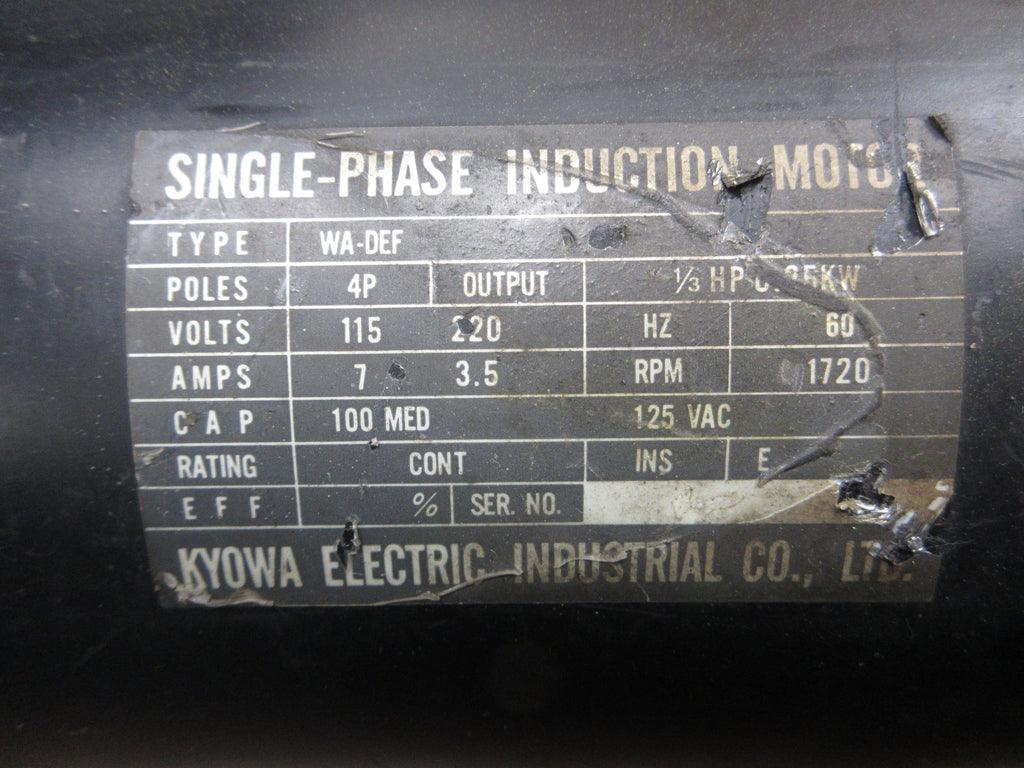 SINGLE-PHASE INDUCTION MOTOR
TYPE WA-DEF
POLES 4P OUTPUT 1/3 HP KW
VOLTS 115 220 HZ 60
AMPS 7 3.5 RPM 1720
CAP 100 MED 125 VAC
RATING CONT INS E
EFF % SER. NO.
KYOWA ELECTRIC INDUSTRIAL CO., LTD.